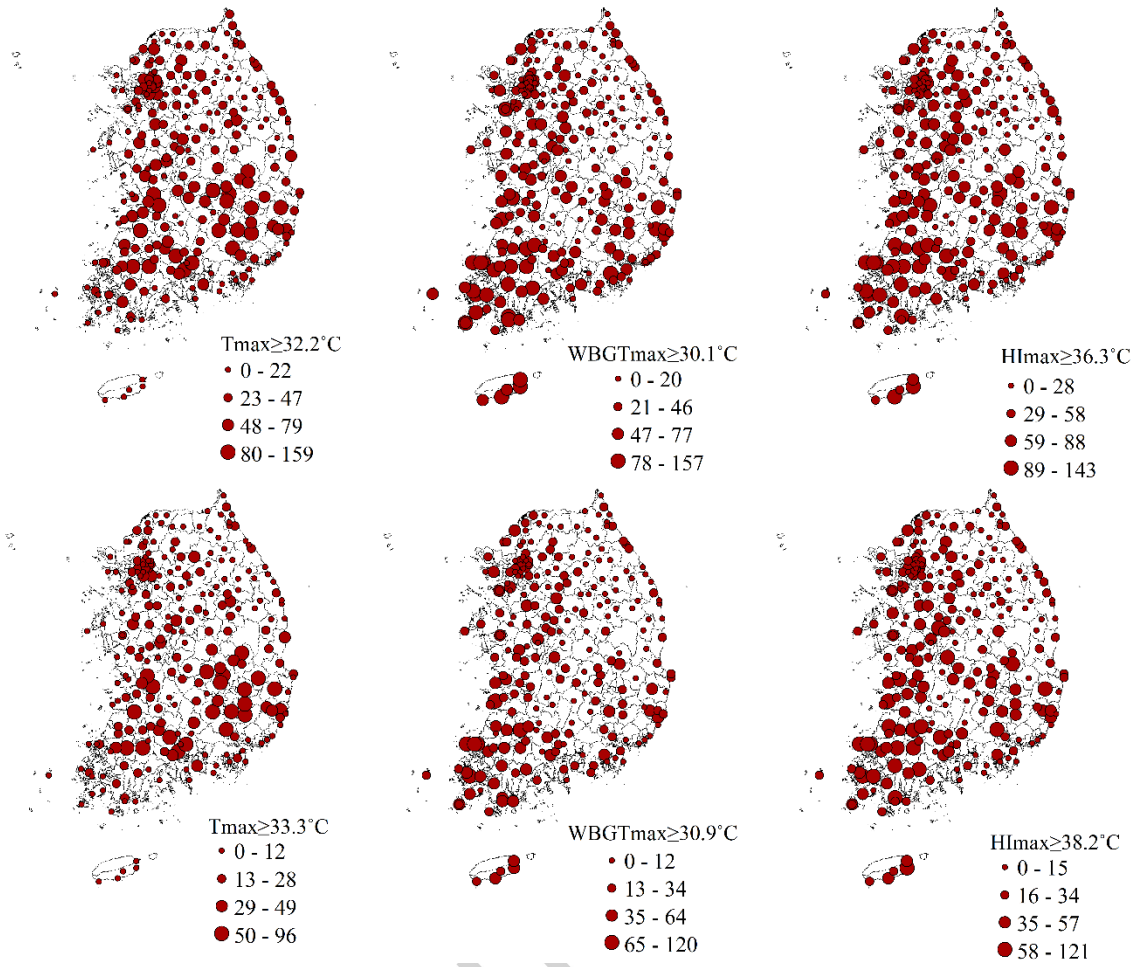 Tmax≥32.2˚C
0 - 22
23 - 47
48 - 79
80 - 159
WBGTmax≥30.1˚C
0 - 20
21 - 46
47 - 77
78 - 157
HImax≥36.3˚C
0 - 28
29 - 58
59 - 88
89 - 143
Tmax≥33.3˚C
0 - 12
13 - 28
29 - 49
50 - 96
WBGTmax≥30.9˚C
0 - 12
13 - 34
35 - 64
65 - 120
HImax≥38.2˚C
0 - 15
16 - 34
35 - 57
58 - 121